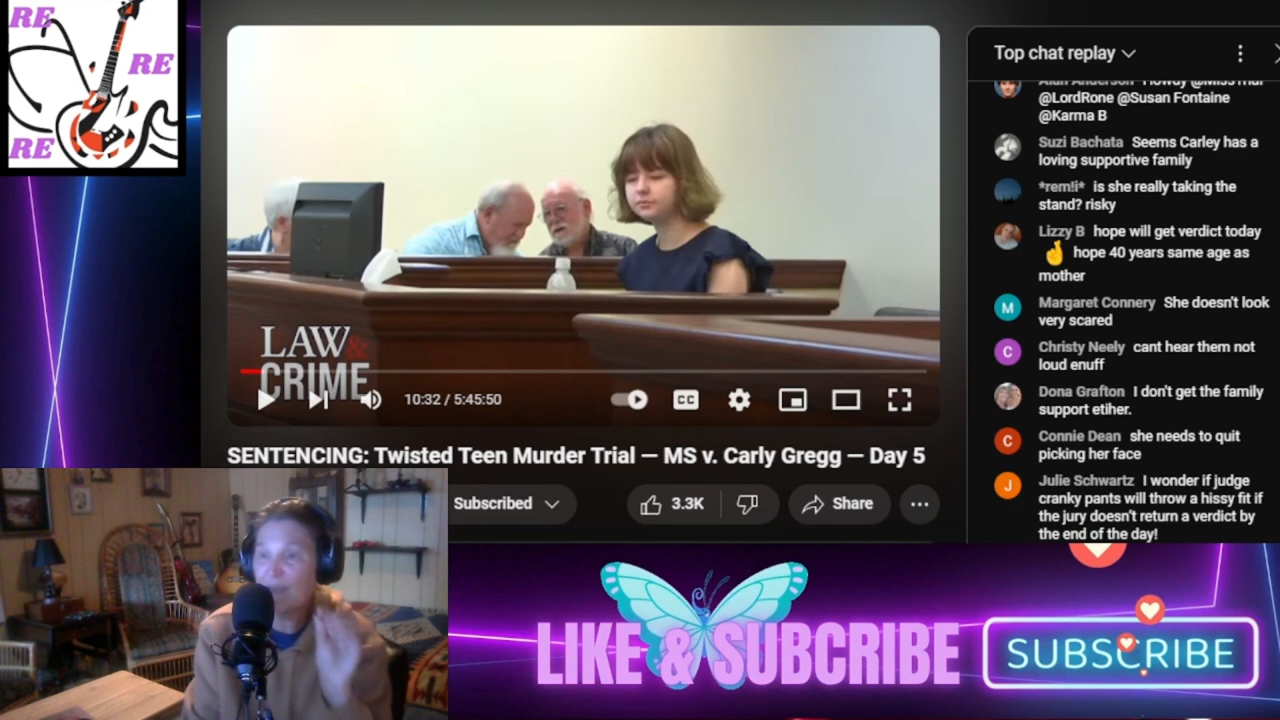 RE
RE
RE
Top chat replay
Alan Anderson Howdy @MissTrial
@LordRone @Susan Fontaine
@Karma B
Suzi Bachata Seems Carley has a
loving supportive family
*rem!i* is she really taking the
stand? risky
Lizzy B hope will get verdict today
hope 40 years same age as
mother
Margaret Connery She doesn't look
very scared
Christy Neely cant hear them not
loud enuff
Dona Grafton I don't get the family
support etiher.
Connie Dean she needs to quit
picking her face
Julie Schwartz I wonder if judge
cranky pants will throw a hissy fit if
the jury doesn't return a verdict by
the end of the day!
LAW&
CRIME
10:32 / 5:45:50
CC
SENTENCING: Twisted Teen Murder Trial — MS v. Carly Gregg — Day 5
Subscribed
3.3K
Share
LIKE & SUBCRIBE
SUBSCRIBE